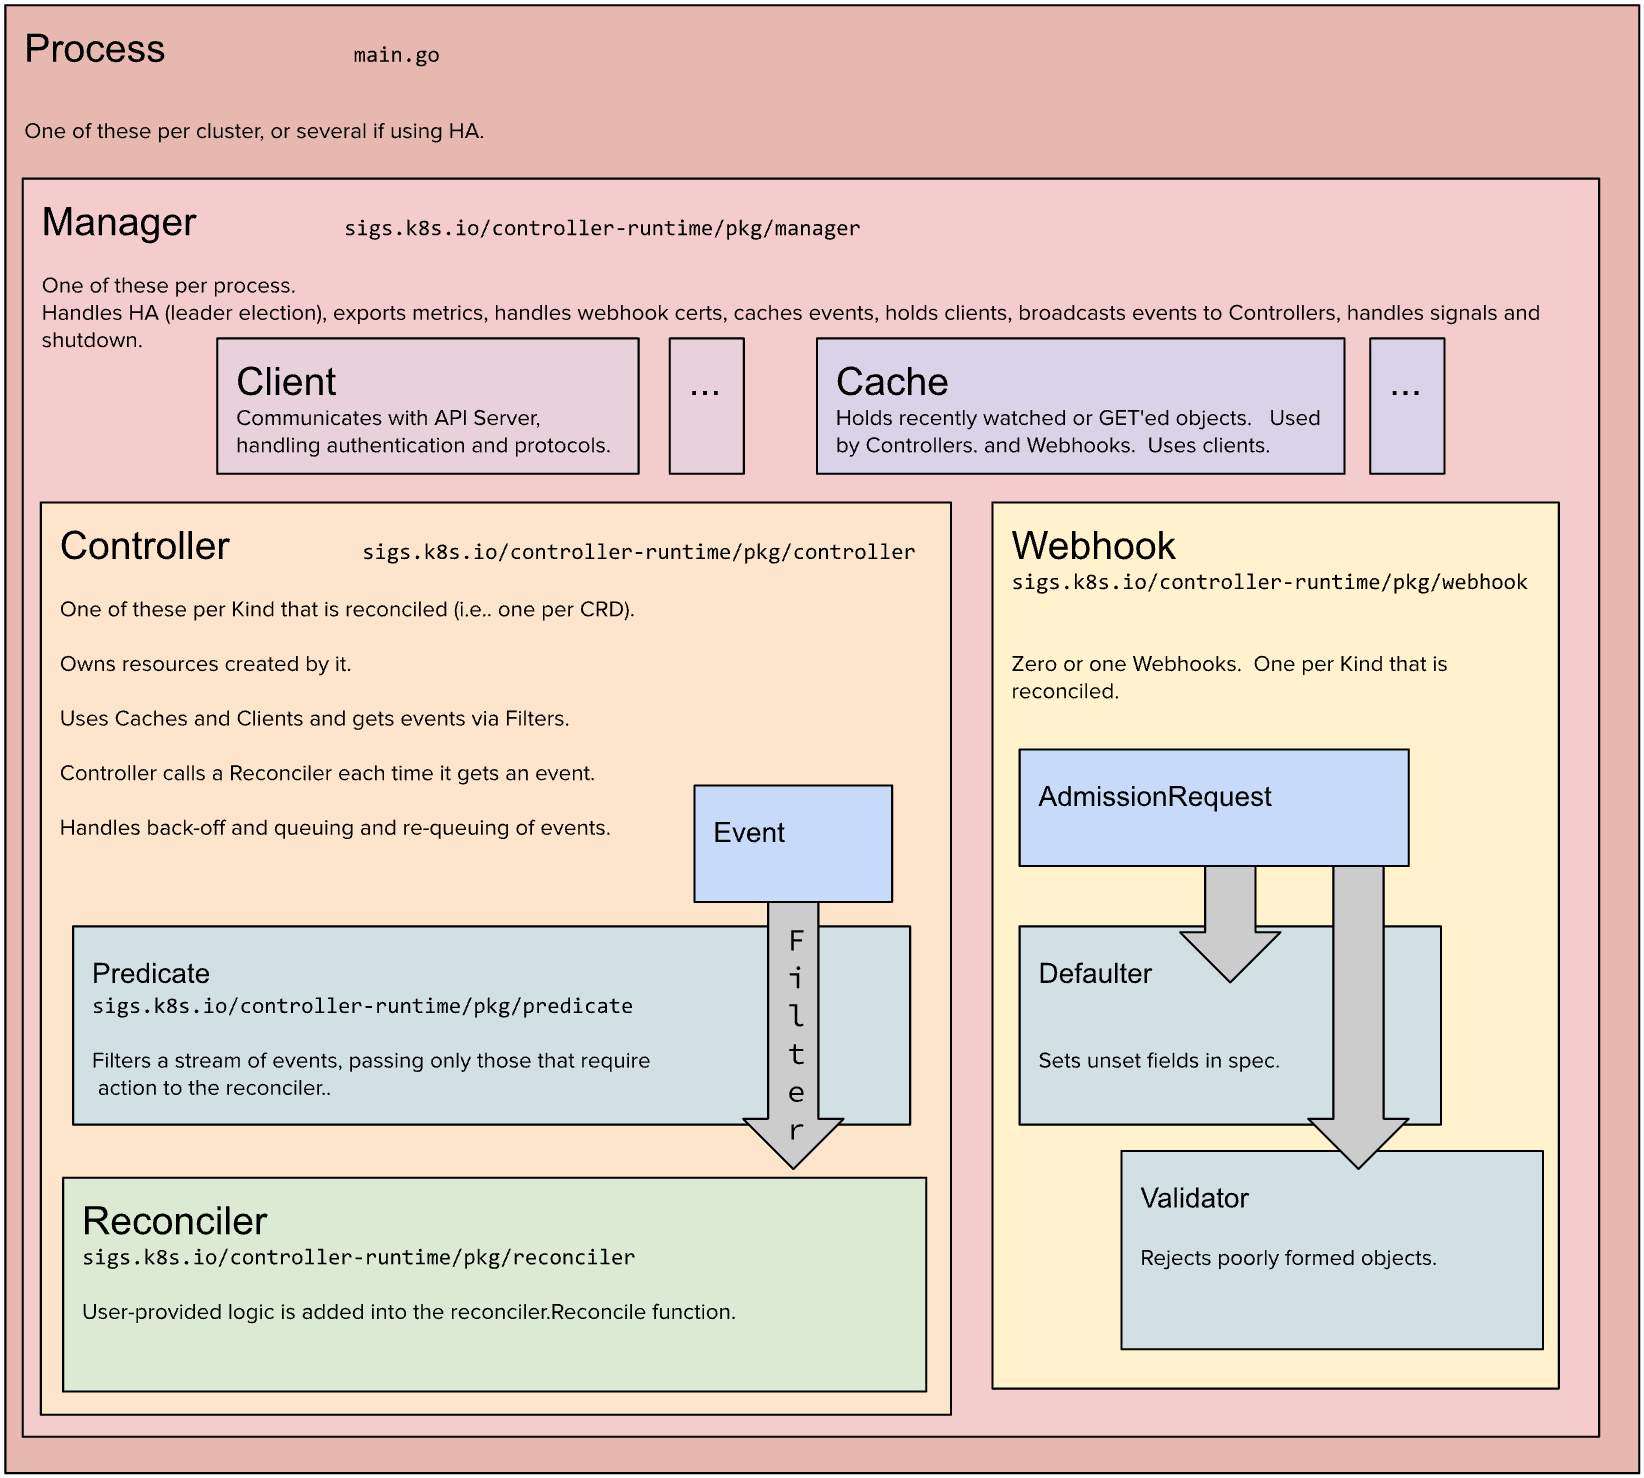 Process
main.go
One of these per cluster, or several if using HA.
Manager
sigs.k8s.io/controller-runtime/pkg/manager
One of these per process.
Handles HA (leader election), exports metrics, handles webhook certs, caches events, holds clients, broadcasts events to Controllers, handles signals and
shutdown.
Client
Communicates with API Server,
handling authentication and protocols.
...
Cache
Holds recently watched or GET'ed objects.   Used
by Controllers. and Webhooks.  Uses clients.
...
Controller
sigs.k8s.io/controller-runtime/pkg/controller
One of these per Kind that is reconciled (i.e.. one per CRD).
Owns resources created by it.
Uses Caches and Clients and gets events via Filters.
Controller calls a Reconciler each time it gets an event.
Handles back-off and queuing and re-queuing of events.
Event
Filter
Predicate
sigs.k8s.io/controller-runtime/pkg/predicate
Filters a stream of events, passing only those that require
action to the reconciler..
Reconciler
sigs.k8s.io/controller-runtime/pkg/reconciler
User-provided logic is added into the reconciler.Reconcile function.
Webhook
sigs.k8s.io/controller-runtime/pkg/webhook
Zero or one Webhooks.  One per Kind that is
reconciled.
AdmissionRequest
Defaulter
Sets unset fields in spec.
Validator
Rejects poorly formed objects.